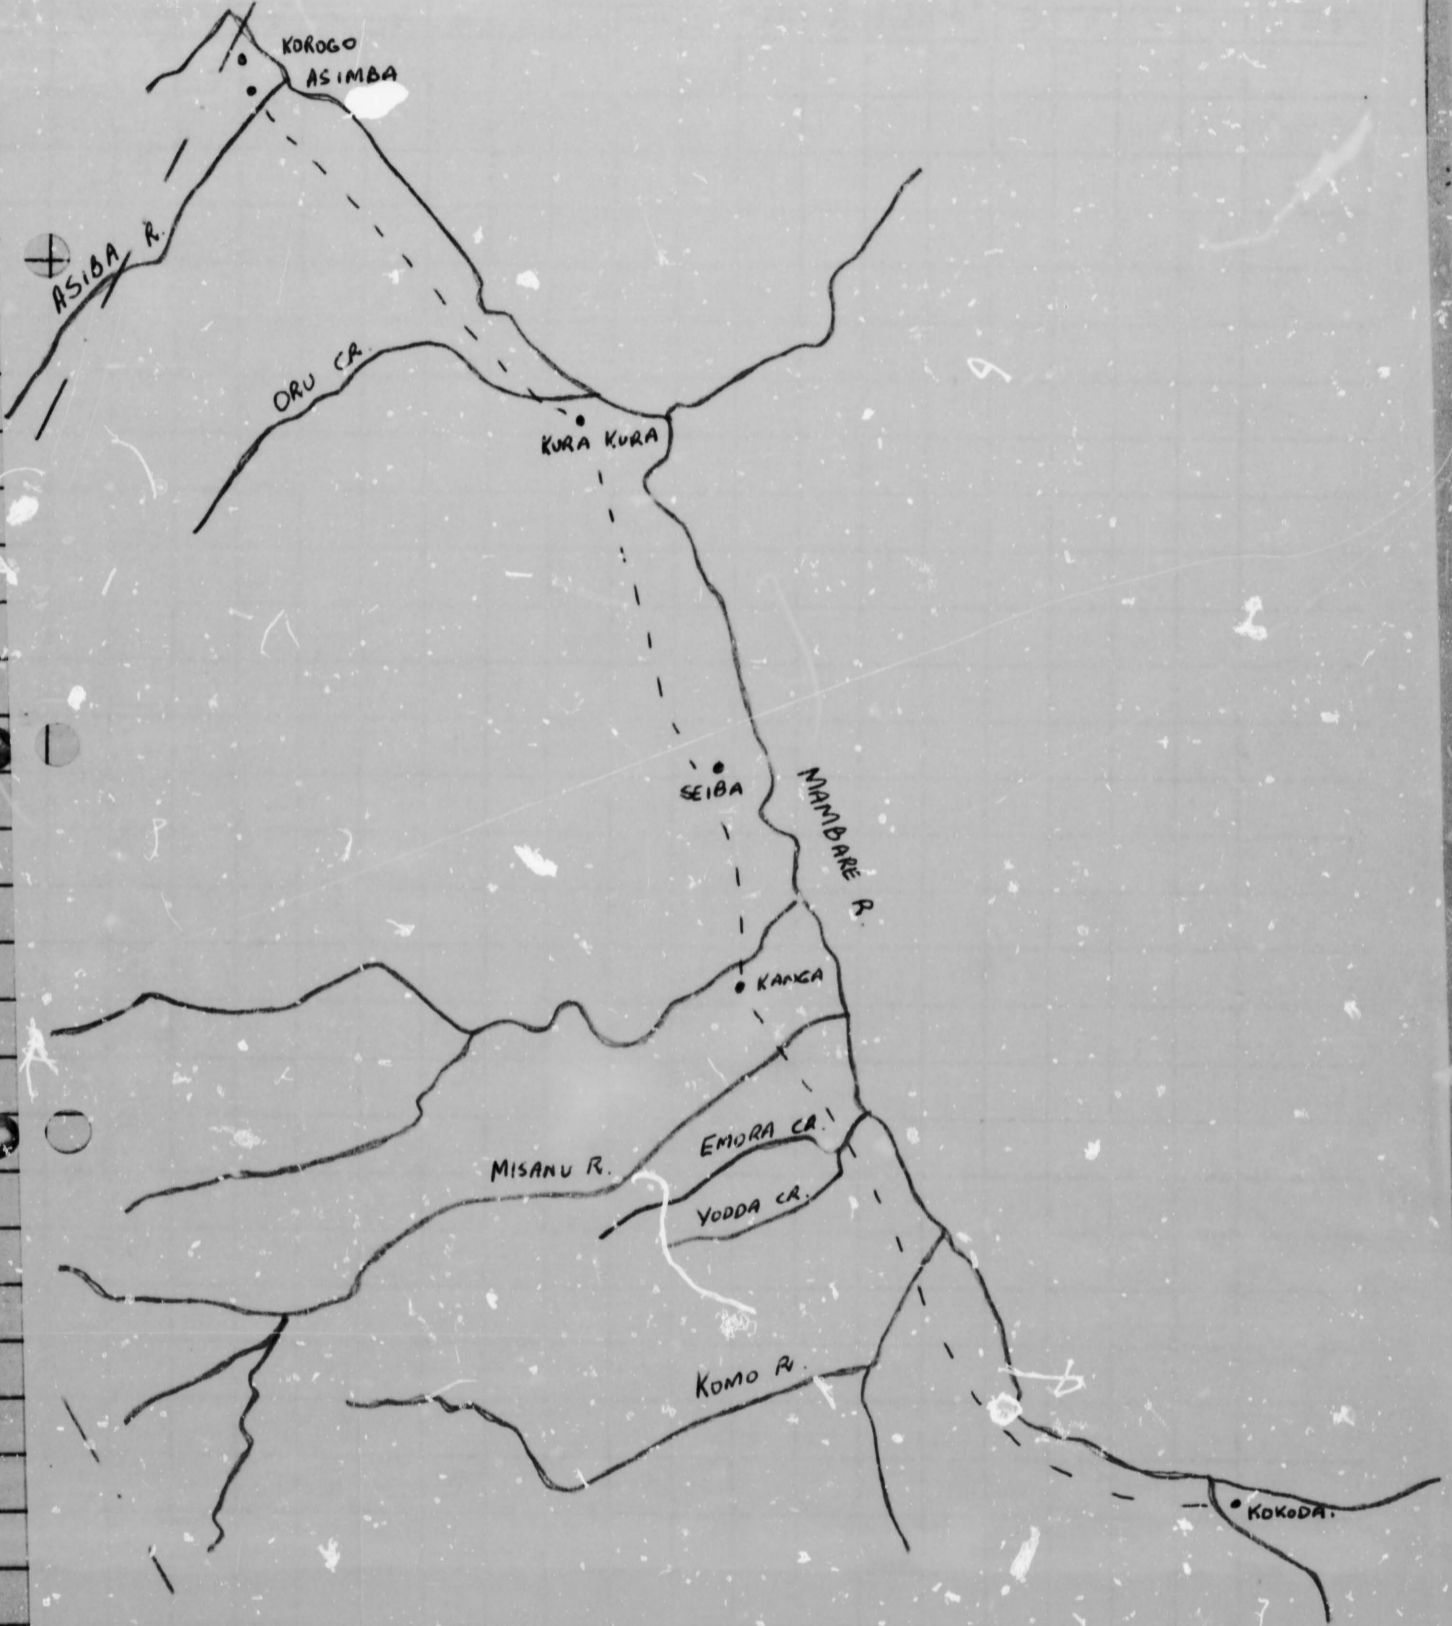 KOROGO
ASIMBA
ASIBA R.
ORU CR.
KURA KURA
SEIBA
MAMBARE R.
KANGA
EMORA CR.
MISANU R.
YODDA CR.
KOMO R.
KOKODA.